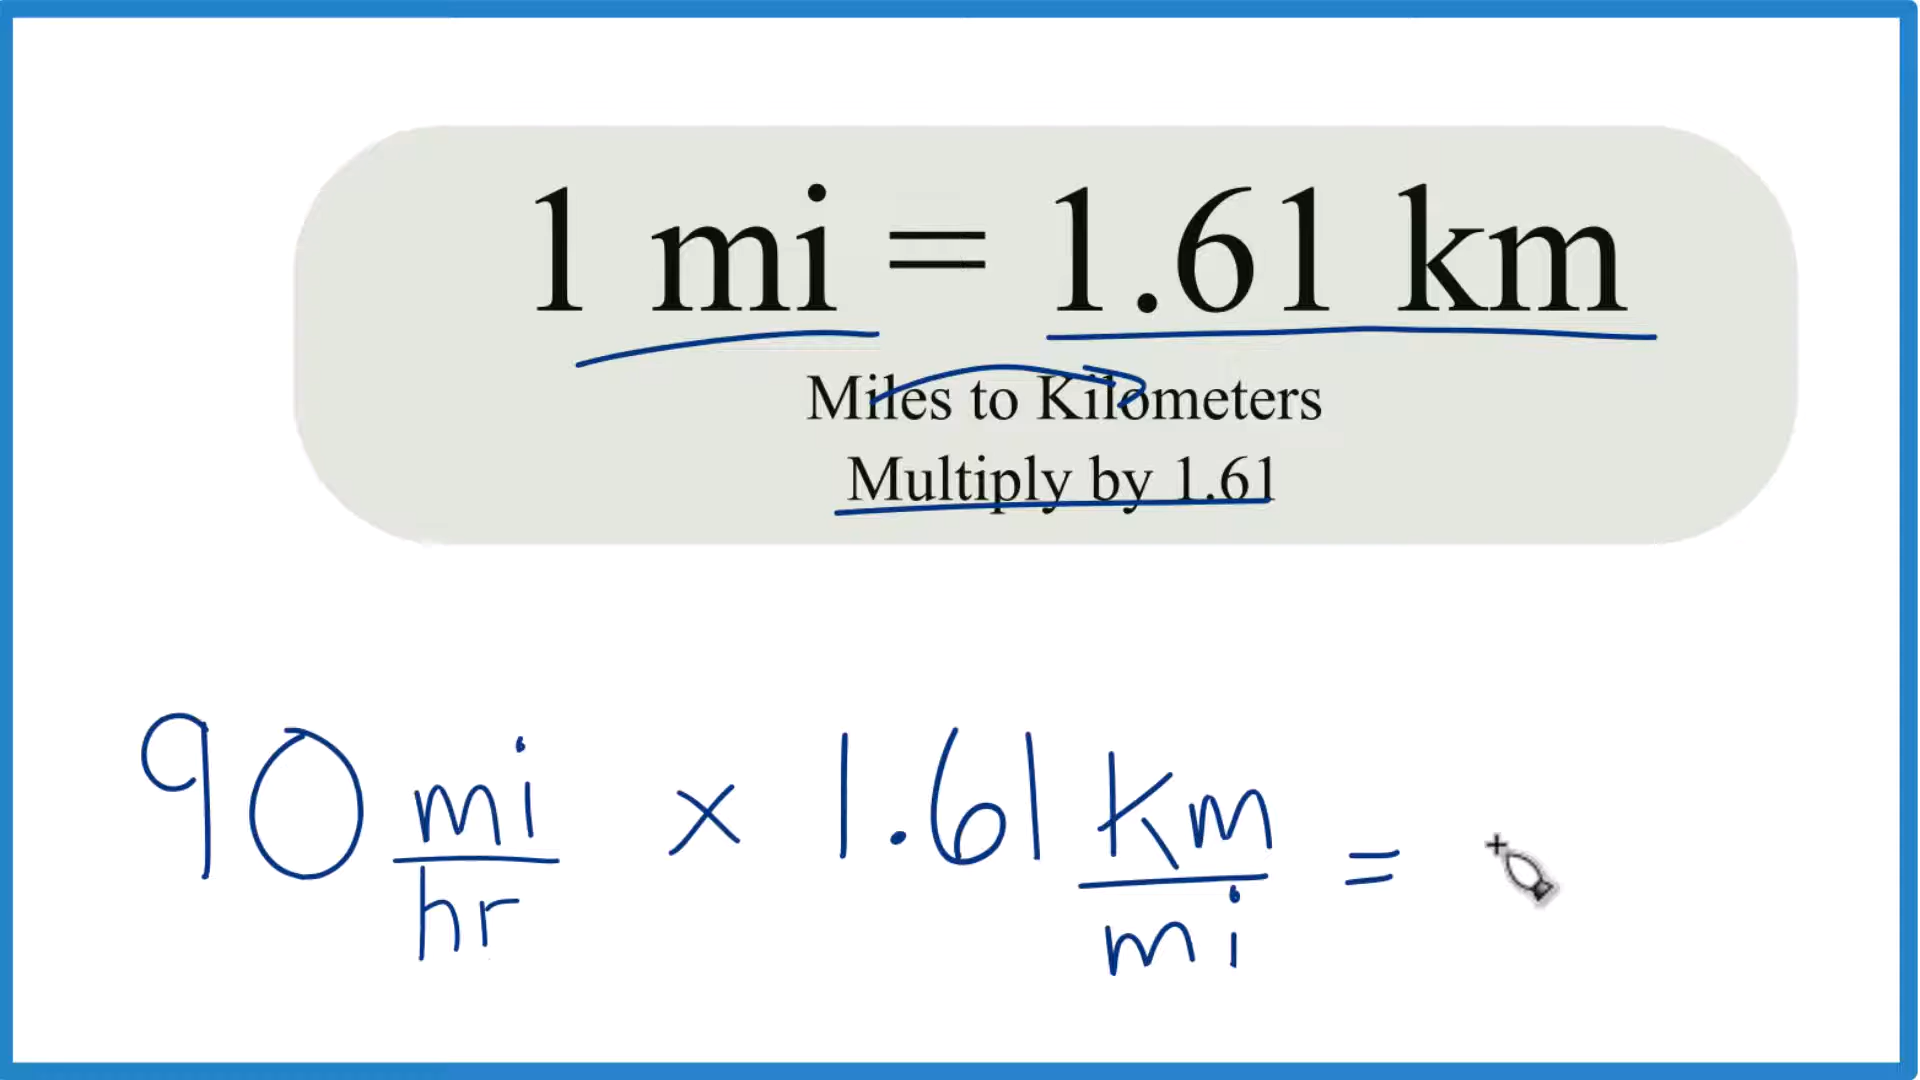 1 mi = 1.61 km
Miles to Kilometers
Multiply by 1.61
90 mi/hr x 1.61 km/mi =